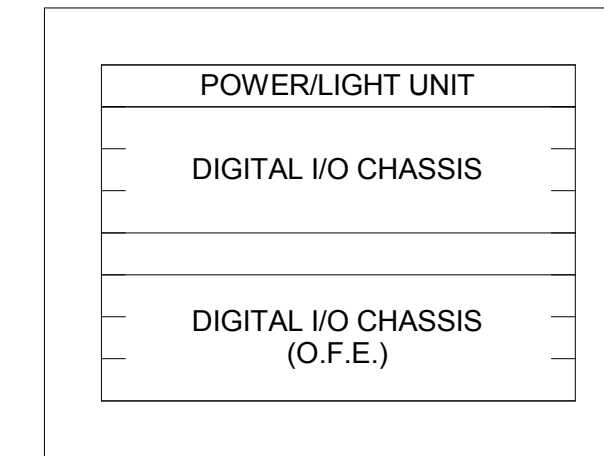 POWER/LIGHT UNIT
DIGITAL I/O CHASSIS
DIGITAL I/O CHASSIS
(O.F.E.)